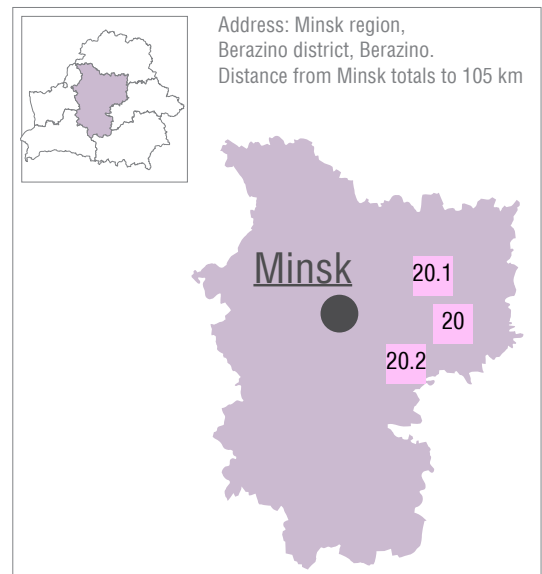 Address: Minsk region,
Berazino district, Berazino.
Distance from Minsk totals to 105 km
Minsk
20.1
20
20.2